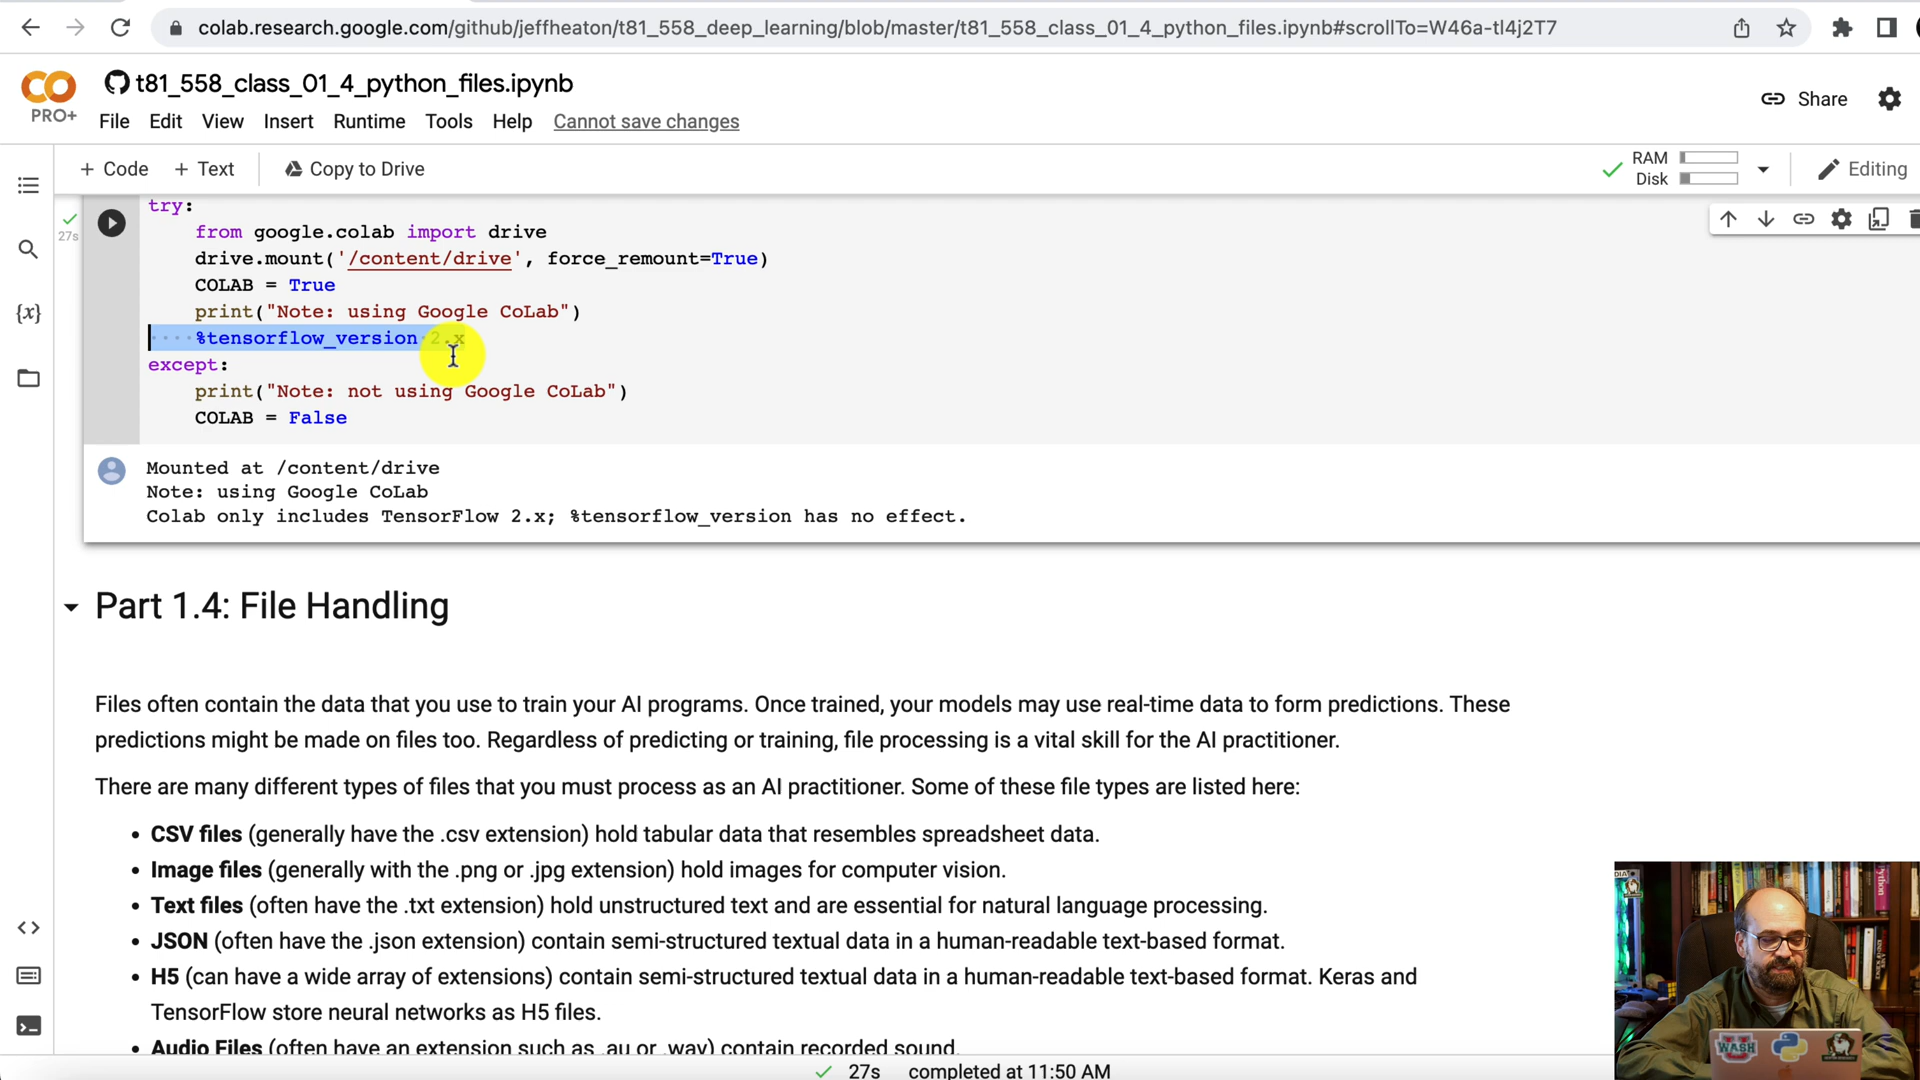 colab.research.google.com/github/jeffheaton/t81_558_deep_learning/blob/master/t81_558_class_01_4_python_files.ipynb#scrollTo=W46a-tl4j2T7
CO
PRO+
t81_558_class_01_4_python_files.ipynb
File Edit View Insert Runtime Tools Help Cannot save changes
Share
+ Code + Text Copy to Drive
RAM
Disk
Editing
{x}
27s
try:
from google.colab import drive
drive.mount('/content/drive', force_remount=True)
COLAB = True
print("Note: using Google CoLab")
%tensorflow_version 2.x
except:
print("Note: not using Google CoLab")
COLAB = False
Mounted at /content/drive
Note: using Google CoLab
Colab only includes TensorFlow 2.x; %tensorflow_version has no effect.
Part 1.4: File Handling
Files often contain the data that you use to train your AI programs. Once trained, your models may use real-time data to form predictions. These
predictions might be made on files too. Regardless of predicting or training, file processing is a vital skill for the AI practitioner.
There are many different types of files that you must process as an AI practitioner. Some of these file types are listed here:
• CSV files (generally have the .csv extension) hold tabular data that resembles spreadsheet data.
• Image files (generally with the .png or .jpg extension) hold images for computer vision.
• Text files (often have the .txt extension) hold unstructured text and are essential for natural language processing.
• JSON (often have the .json extension) contain semi-structured textual data in a human-readable text-based format.
• H5 (can have a wide array of extensions) contain semi-structured textual data in a human-readable text-based format. Keras and
TensorFlow store neural networks as H5 files.
• Audio Files (often have an extension such as .au or .wav) contain recorded sound.
27s completed at 11:50 AM
python
WASH